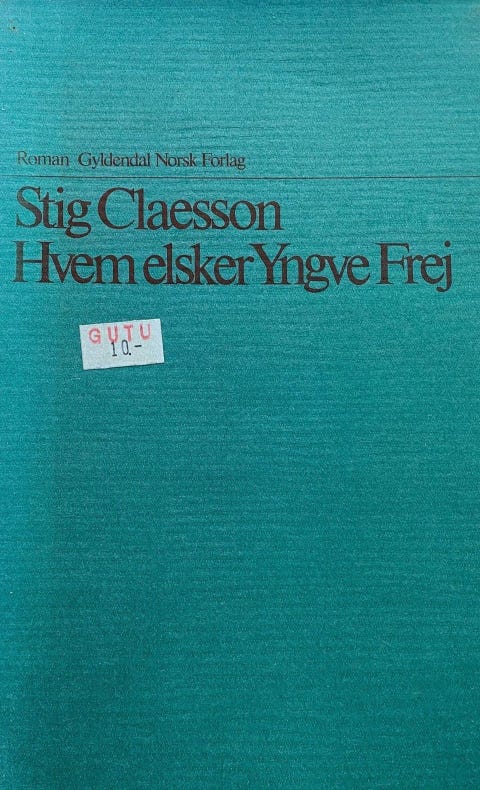 Roman Gyldendal Norsk Forlag
Stig Claesson
Hvem elsker Yngve Frej
GUTU
10.-